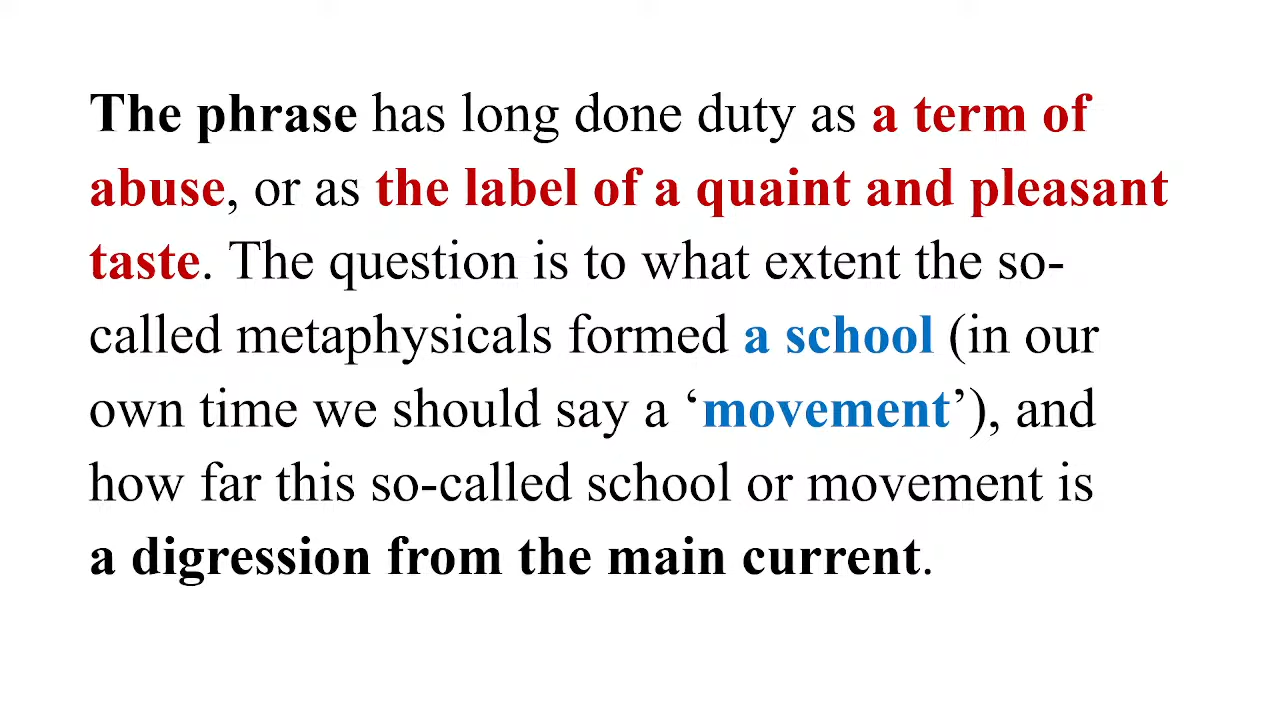 The phrase has long done duty as a term of
abuse, or as the label of a quaint and pleasant
taste. The question is to what extent the so-
called metaphysicals formed a school (in our
own time we should say a ‘movement’), and
how far this so-called school or movement is
a digression from the main current.